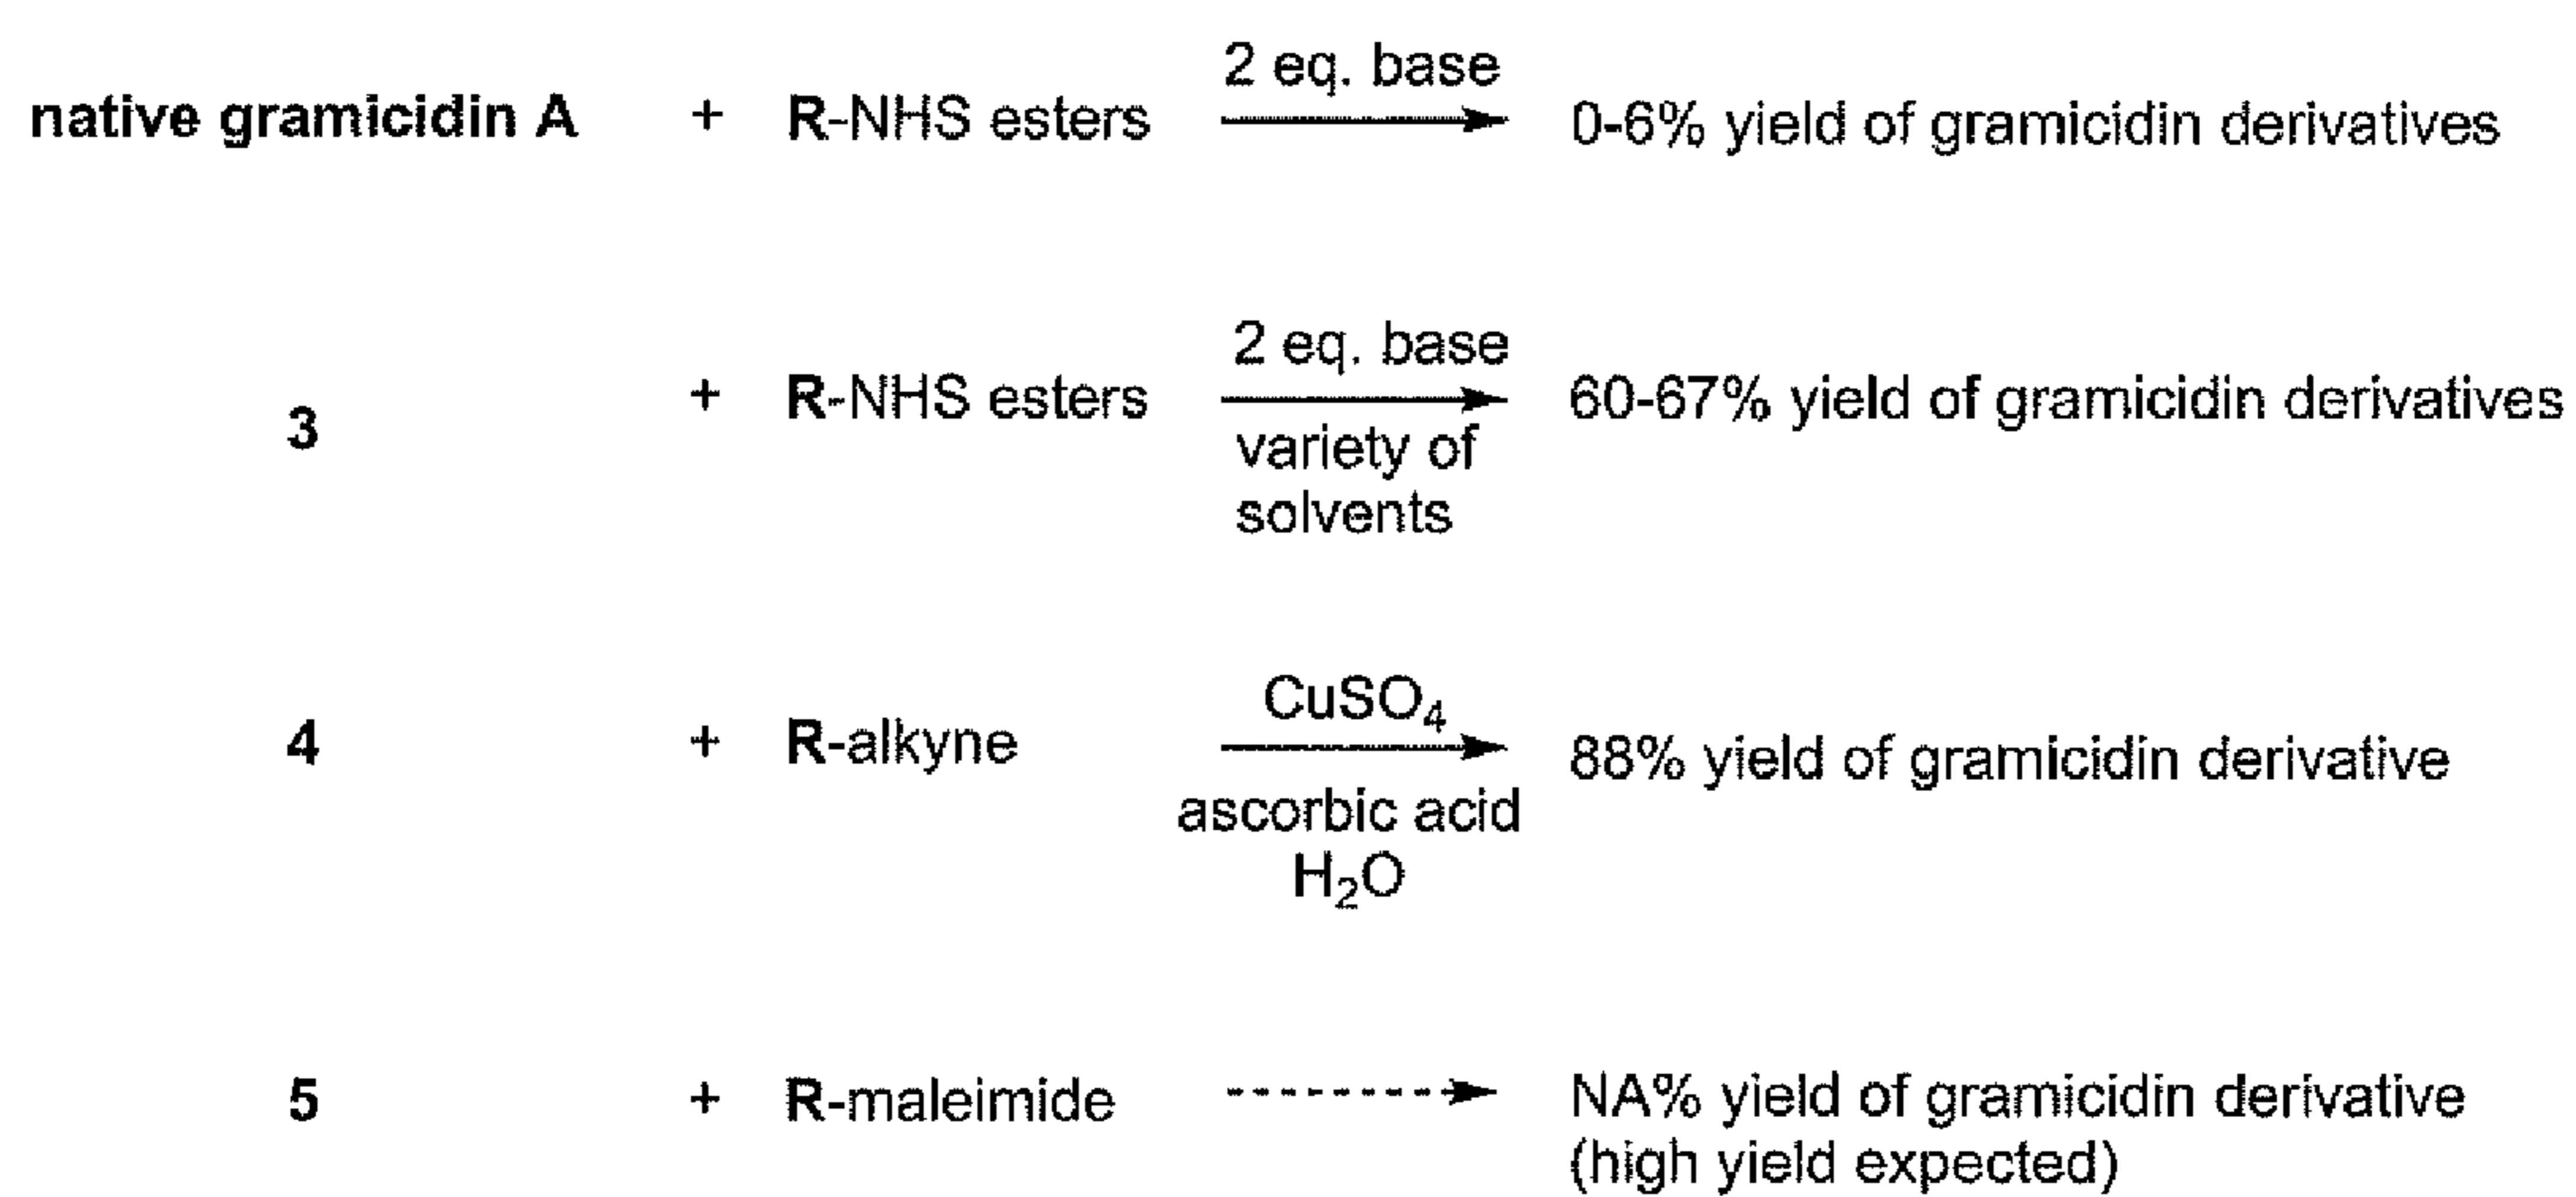 2 eq. base
native gramicidin A + R-NHS esters 0-6% yield of gramicidin derivatives
2 eq. base
3 + R-NHS esters 60-67% yield of gramicidin derivatives
variety of
solvents
CuSO4
4 + R-alkyne 88% yield of gramicidin derivative
ascorbic acid
H2O
5 + R-maleimide NA% yield of gramicidin derivative
(high yield expected)